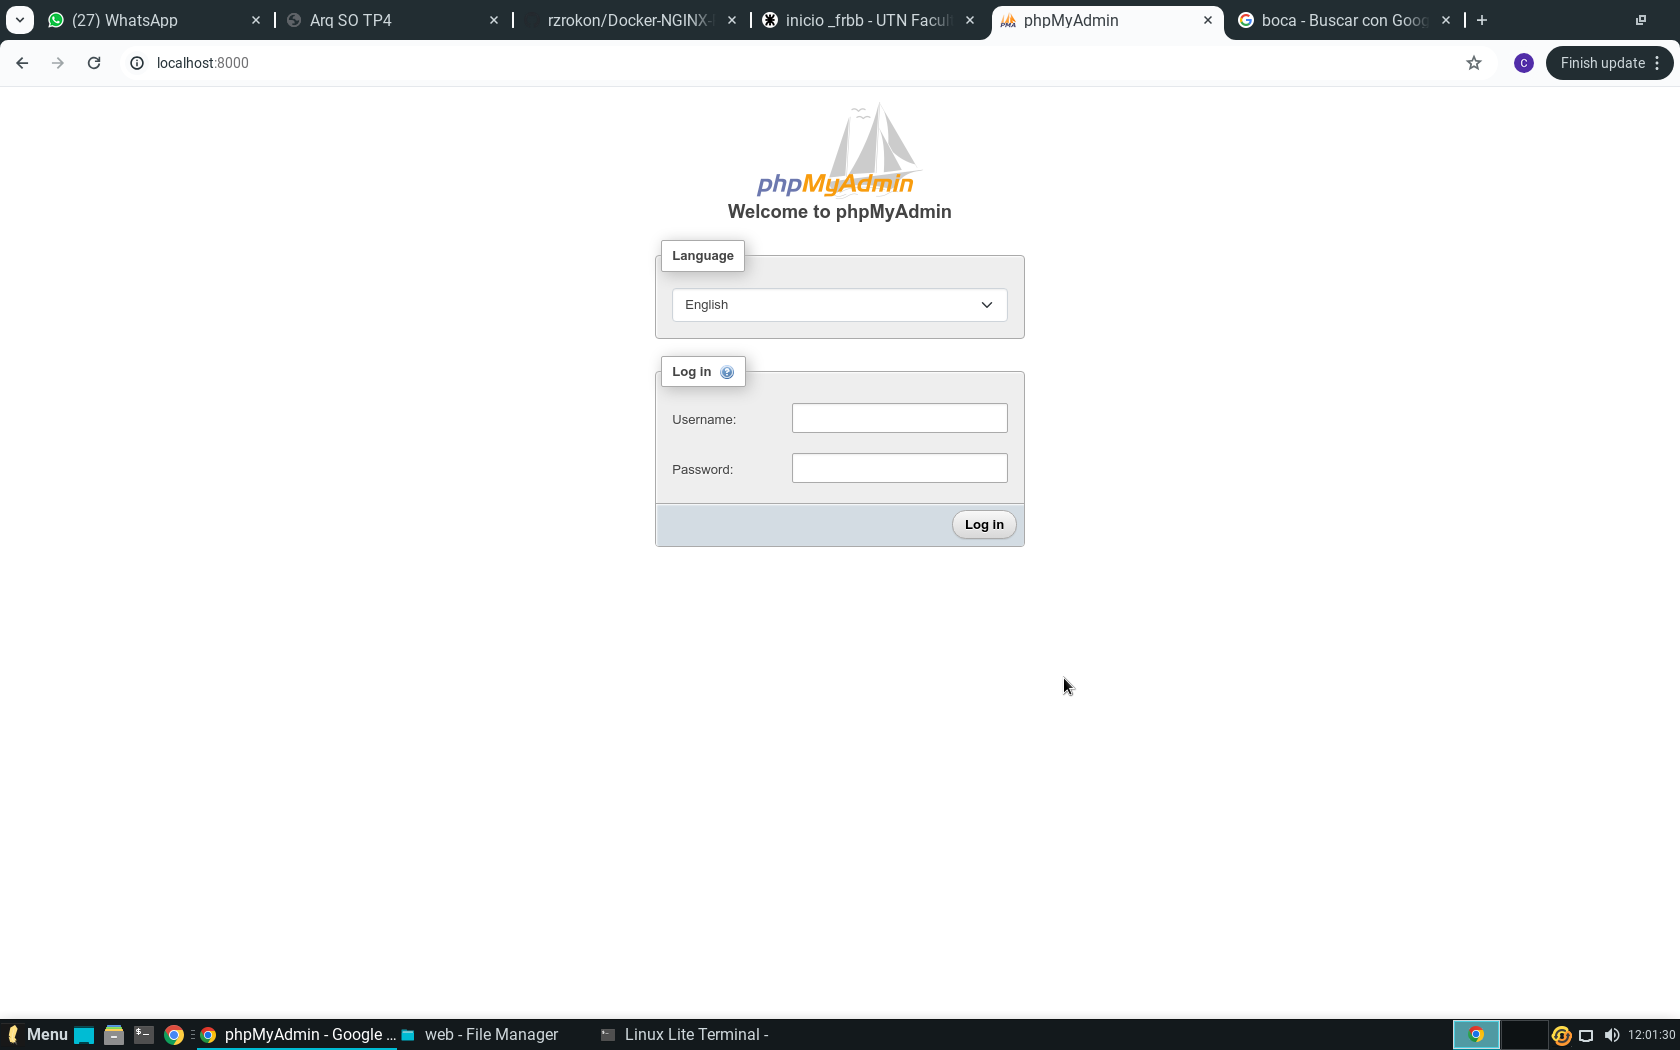 (27) WhatsApp
Arq SO TP4
rzrokon/Docker-NGINX-
inicio _frbb - UTN Facul
phpMyAdmin
boca - Buscar con Goog
localhost:8000
C
Finish update
phpMyAdmin
Welcome to phpMyAdmin
Language
English
Log in
Username:
Password:
Log in
Menu
phpMyAdmin - Google ...
web - File Manager
Linux Lite Terminal -
12:01:30